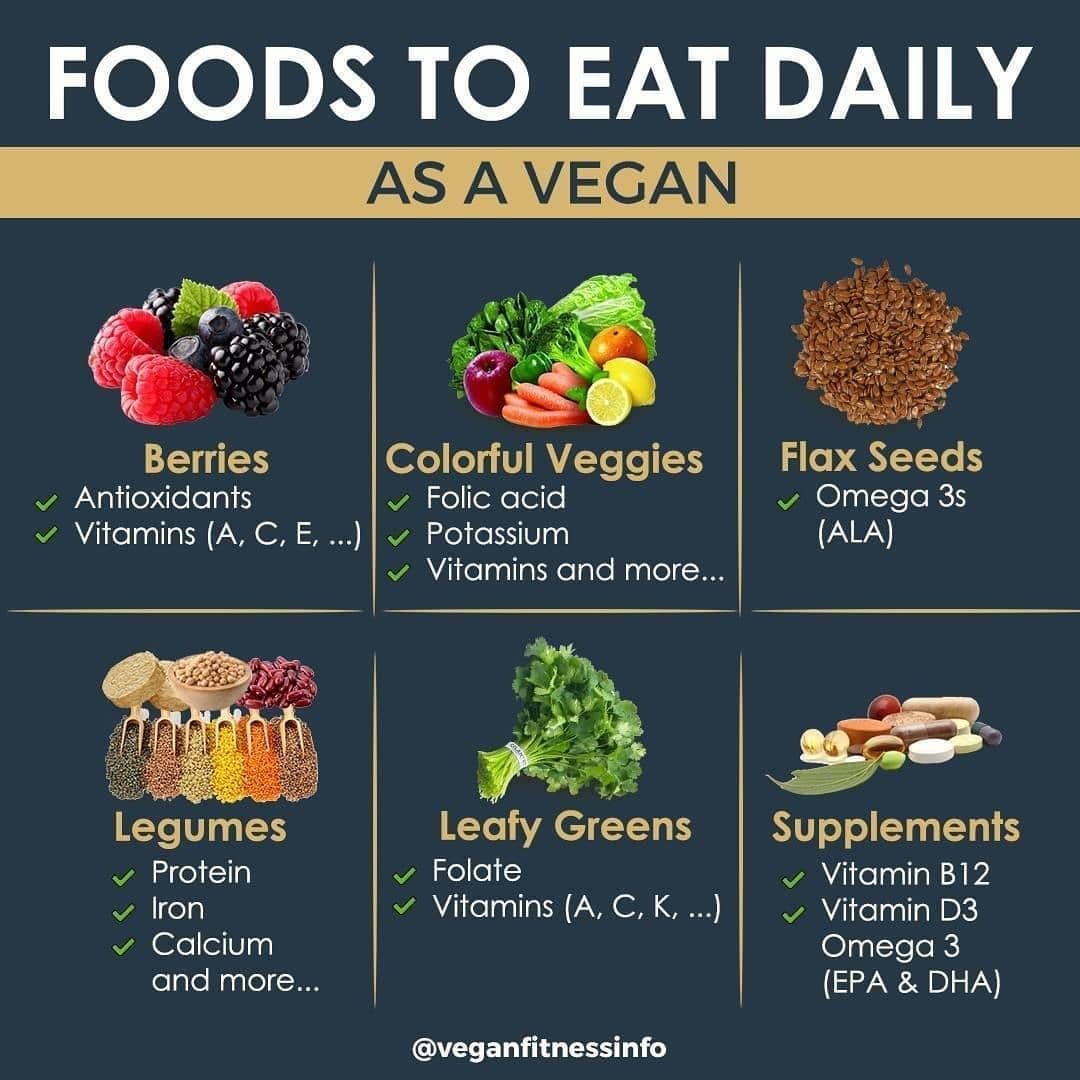 FOODS TO EAT DAILY
AS A VEGAN
Berries
Antioxidants
Vitamins (A, C, E, ...)
Colorful Veggies
Folic acid
Potassium
Vitamins and more...
Flax Seeds
Omega 3s
(ALA)
Legumes
Protein
Iron
Calcium
and more...
Leafy Greens
Folate
Vitamins (A, C, K, ...)
Supplements
Vitamin B12
Vitamin D3
Omega 3
(EPA & DHA)
@veganfitnessinfo